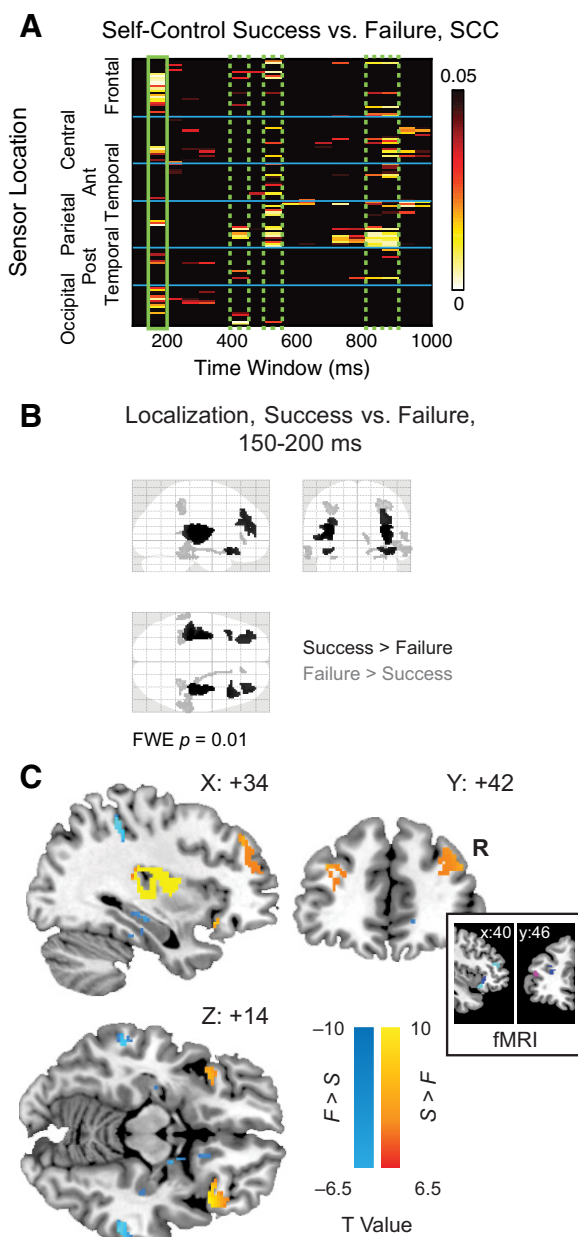 A
Self-Control Success vs. Failure, SCC
Sensor Location
Frontal
Central
Ant Temporal
Parietal
Post Temporal
Occipital
0.05
0
200 400 600 800 1000
Time Window (ms)
B
Localization, Success vs. Failure,
150-200 ms
Success > Failure
Failure > Success
FWE p = 0.01
C
X: +34
Y: +42
R
x:40
y:46
fMRI
Z: +14
–10
10
F > S
S > F
–6.5
6.5
T Value